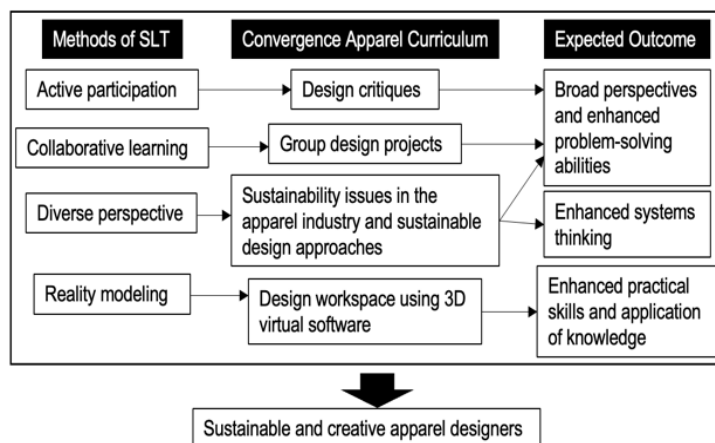 Methods of SLT
Convergence Apparel Curriculum
Expected Outcome
Active participation
Design critiques
Broad perspectives
and enhanced
problem-solving
abilities
Collaborative learning
Group design projects
Diverse perspective
Sustainability issues in the
apparel industry and sustainable
design approaches
Enhanced systems
thinking
Reality modeling
Design workspace using 3D
virtual software
Enhanced practical
skills and application
of knowledge
Sustainable and creative apparel designers